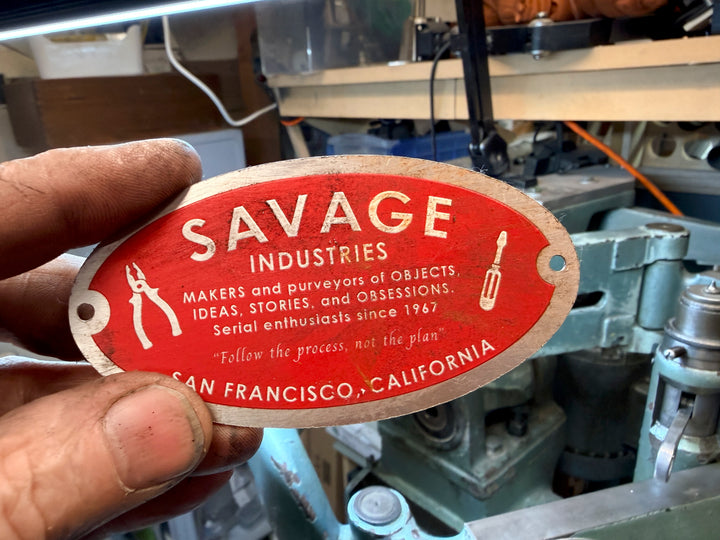 SAVAGE
INDUSTRIES
MAKERS and purveyors of OBJECTS,
IDEAS, STORIES, and OBSESSIONS.
Serial enthusiasts since 1967
"Follow the process, not the plan"
SAN FRANCISCO, CALIFORNIA